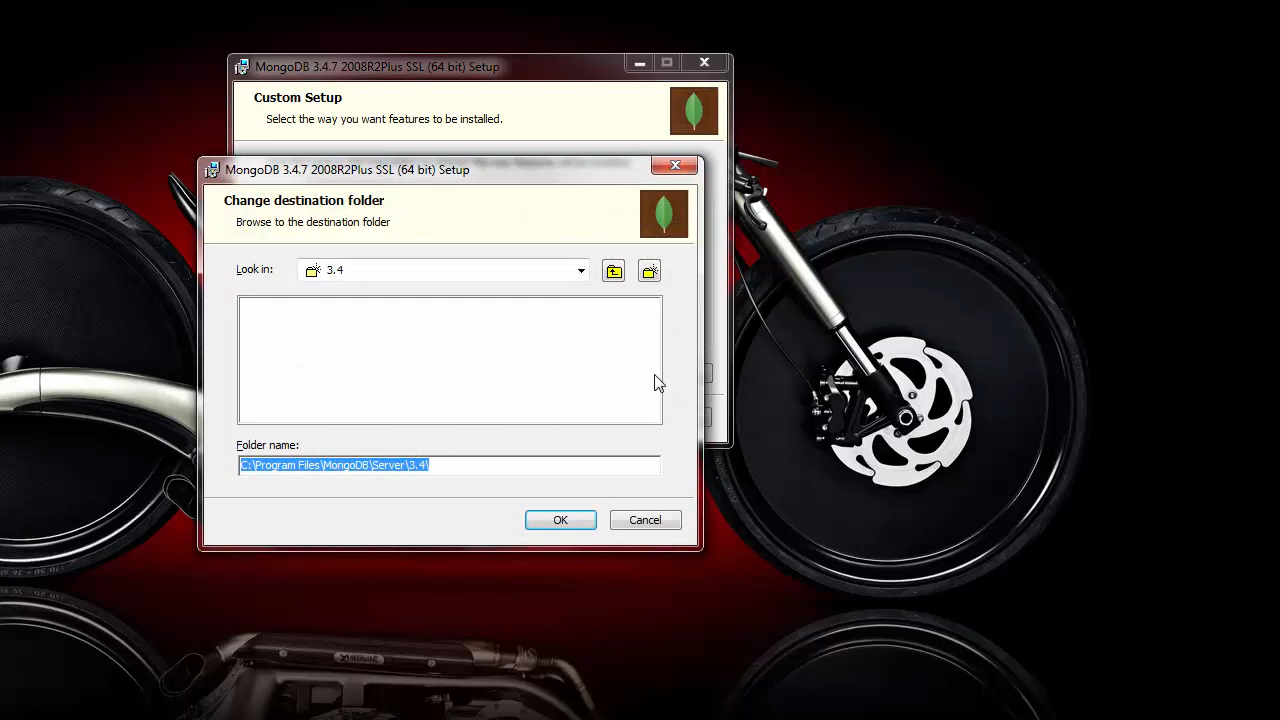 MongoDB 3.4.7 2008R2Plus SSL (64 bit) Setup
Custom Setup
Select the way you want features to be installed.
MongoDB 3.4.7 2008R2Plus SSL (64 bit) Setup
Change destination folder
Browse to the destination folder
Look in:
3.4
Folder name:
C:\Program Files\MongoDB\Server\3.4\
OK
Cancel